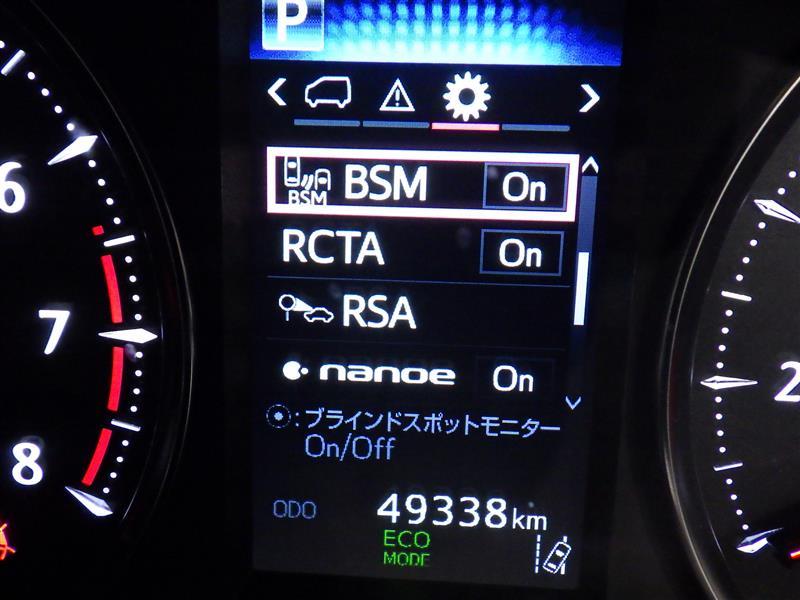 P
BSM BSM On
RCTA On
RSA
nanoe On
:ブラインドスポットモニター
On/Off
ODO 49338km
ECO
MODE
6
7
8
2